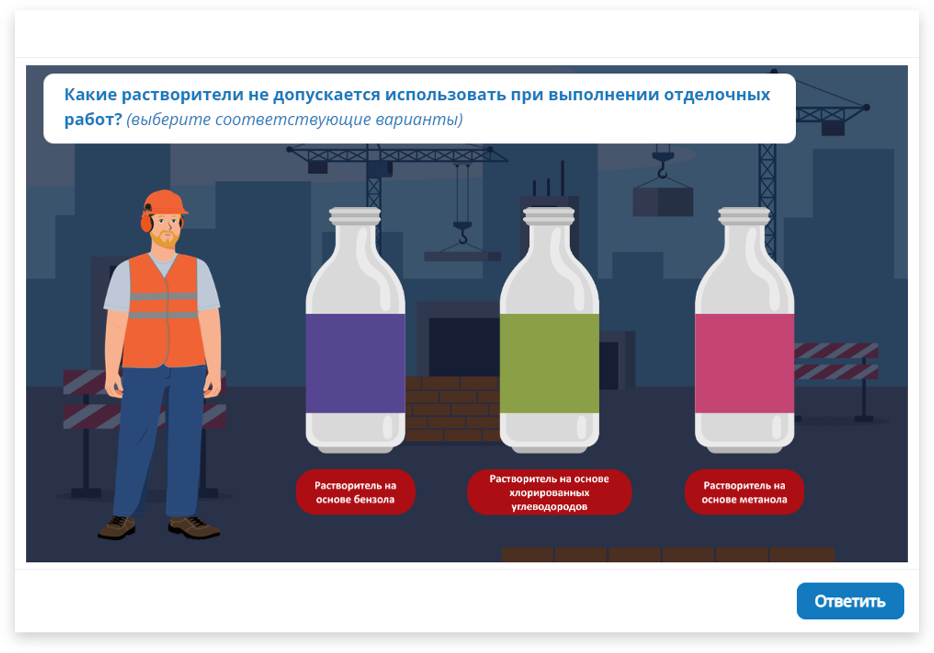 Какие растворители не допускается использовать при выполнении отделочных
работ? (выберите соответствующие варианты)
Растворитель на
основе бензола
Растворитель на основе
хлорированных
углеводородов
Растворитель на
основе метанола
Ответить